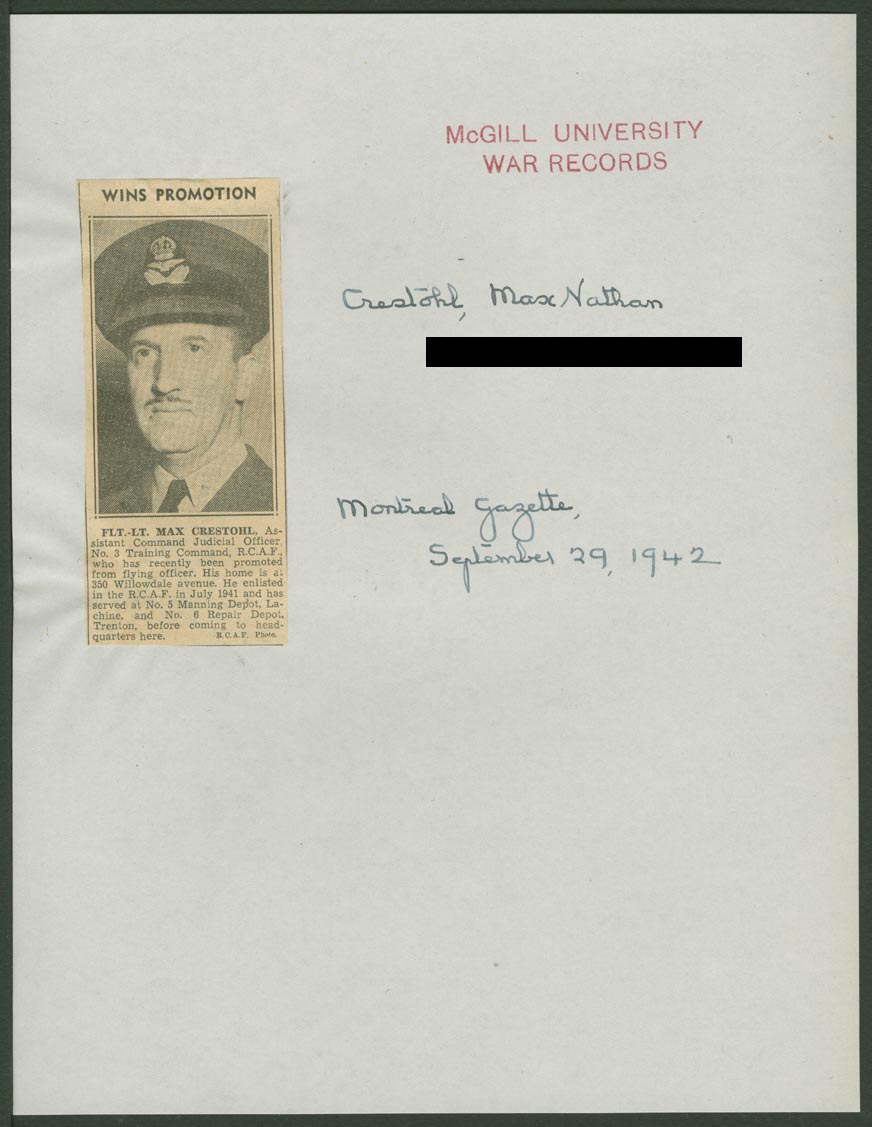 McGILL UNIVERSITY
WAR RECORDS
WINS PROMOTION
Crestohl, Max Nathan
Montreal Gazette,
September 29, 1942
FLT.-LT. MAX CRESTOHL, As-
sistant Command Judicial Officer
No. 3 Training Command, R.C.A.F.,
who has recently been promoted
from flying officer. His home is at
350 Willowdale avenue. He enlisted
in the R.C.A.F. in July 1941 and has
served at No. 5 Manning Depot, La-
chine, and No. 6 Repair Depot,
Trenton, before coming to head-
quarters here. R.C.A.F. Photo.